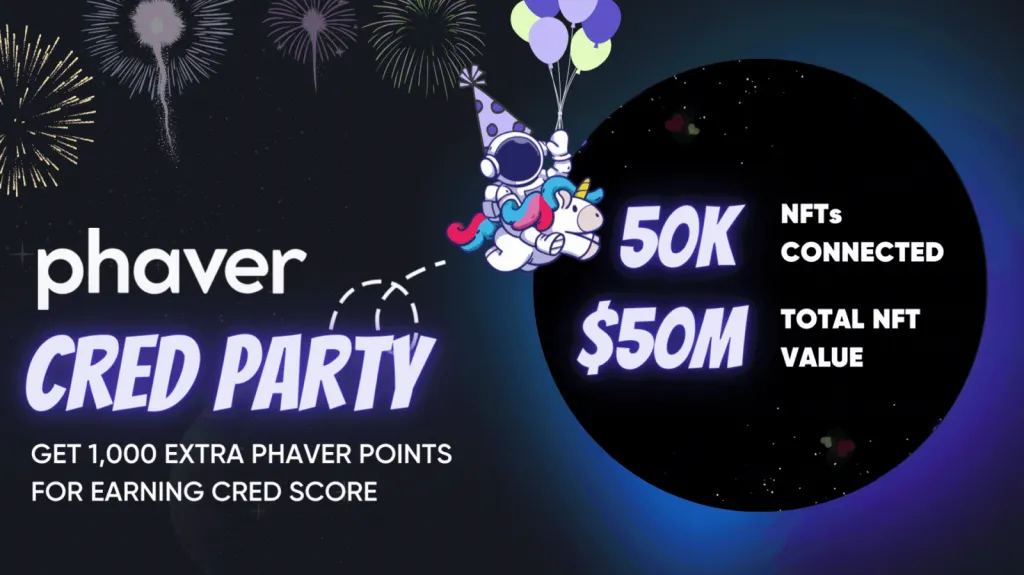 phaver
CRED PARTY
GET 1,000 EXTRA PHAVER POINTS
FOR EARNING CRED SCORE
50K
NFTs
CONNECTED
$50M
TOTAL NFT
VALUE